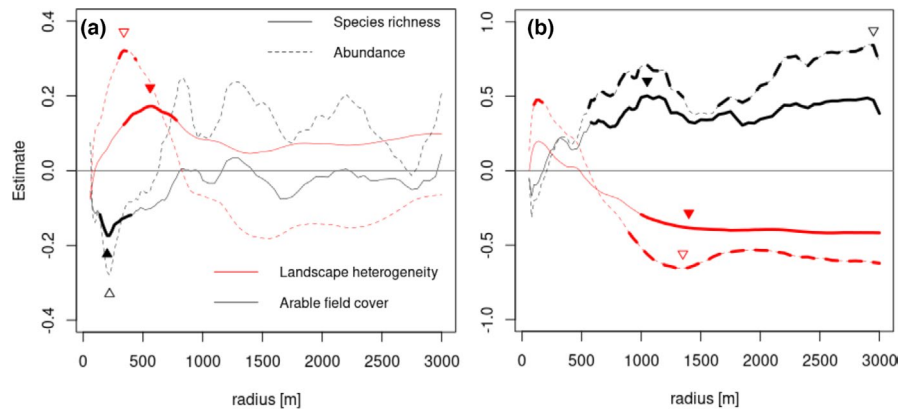 (a)
Species richness
Abundance
Landscape heterogeneity
Arable field cover
0.4
0.2
0.0
-0.2
-0.4
Estimate
0 500 1000 1500 2000 2500 3000
radius [m]
(b)
1.0
0.5
0.0
-0.5
-1.0
0 500 1000 1500 2000 2500 3000
radius [m]